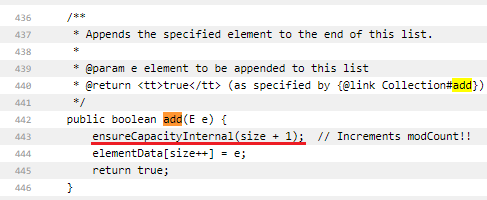 436 /**
437 * Appends the specified element to the end of this list.
438 *
439 * @param e element to be appended to this list
440 * @return <tt>true</tt> (as specified by {@link Collection#add})
441 */
442 public boolean add(E e) {
443 ensureCapacityInternal(size + 1); // Increments modCount!!
444 elementData[size++] = e;
445 return true;
446 }